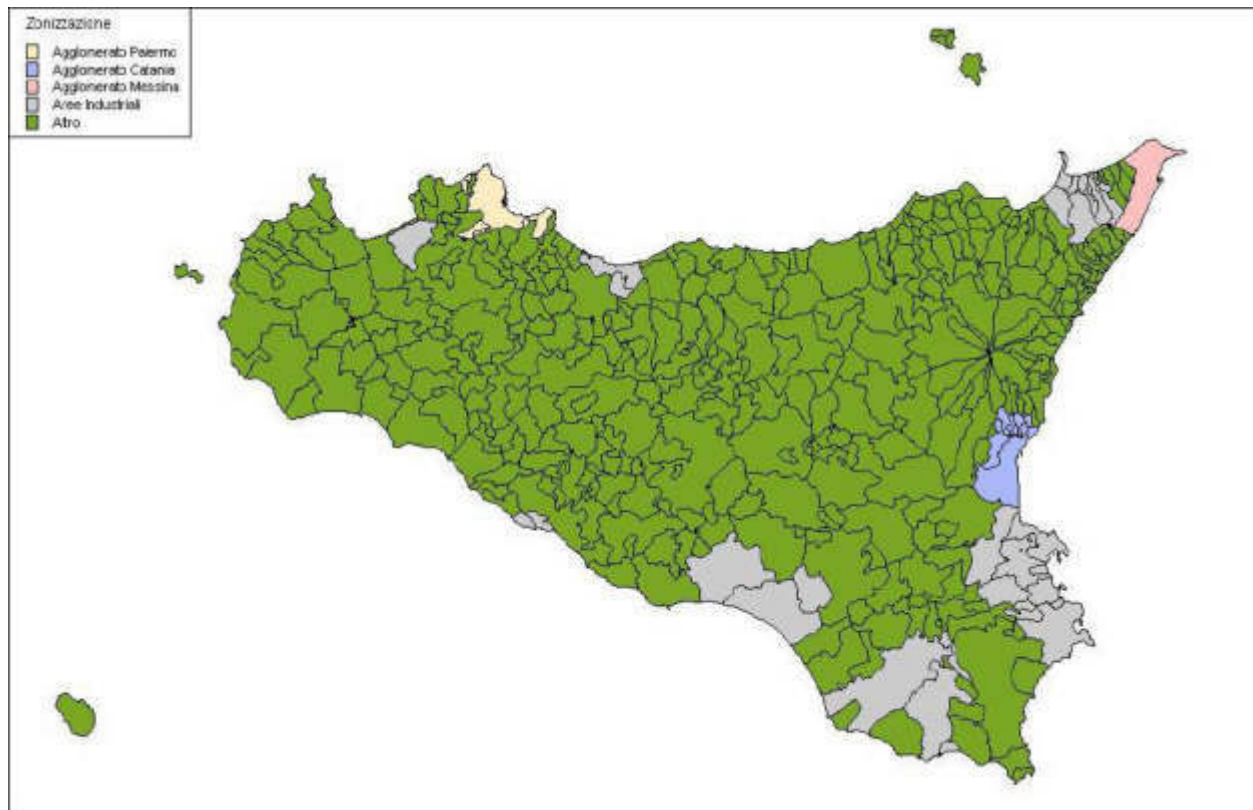 Zonizzazione
Agglomerato Palermo
Agglomerato Catania
Agglomerato Messina
Aree Industriali
Altro